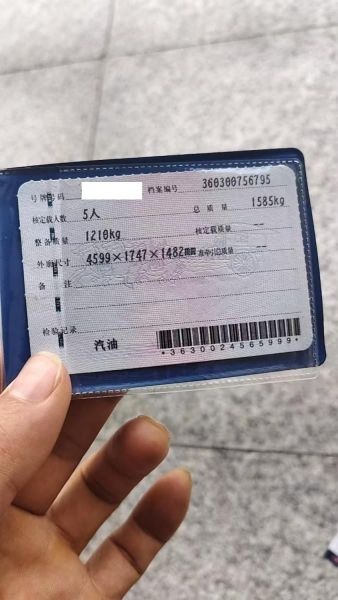 号牌号码 档案编号 360300756795
核定载人数 5人 总质量 1585kg
整备质量 1210kg 核定载质量 --
外廓尺寸 4599×1747×1482mm 准牵引总质量 --
备注
检验记录
汽油
*3630024565999*